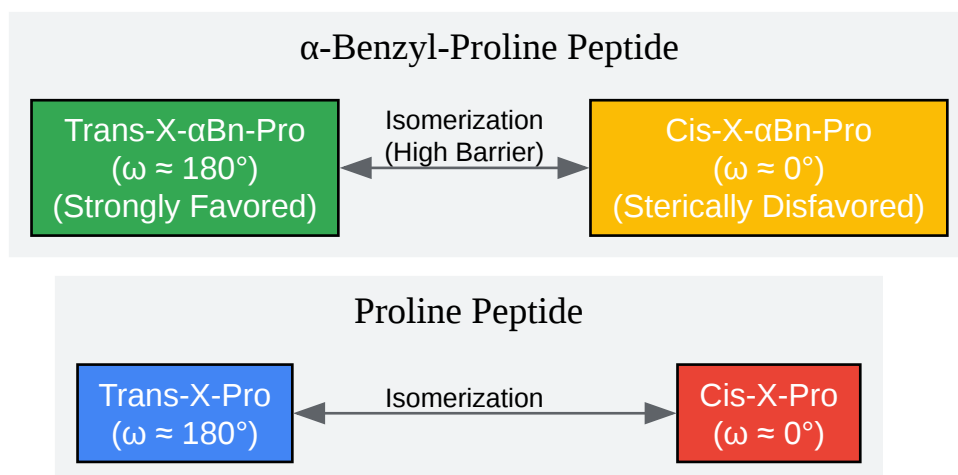 α-Benzyl-Proline Peptide
Trans-X-αBn-Pro
(ω ≈ 180°)
(Strongly Favored)
Isomerization
(High Barrier)
Cis-X-αBn-Pro
(ω ≈ 0°)
(Sterically Disfavored)
Proline Peptide
Trans-X-Pro
(ω ≈ 180°)
Isomerization
Cis-X-Pro
(ω ≈ 0°)